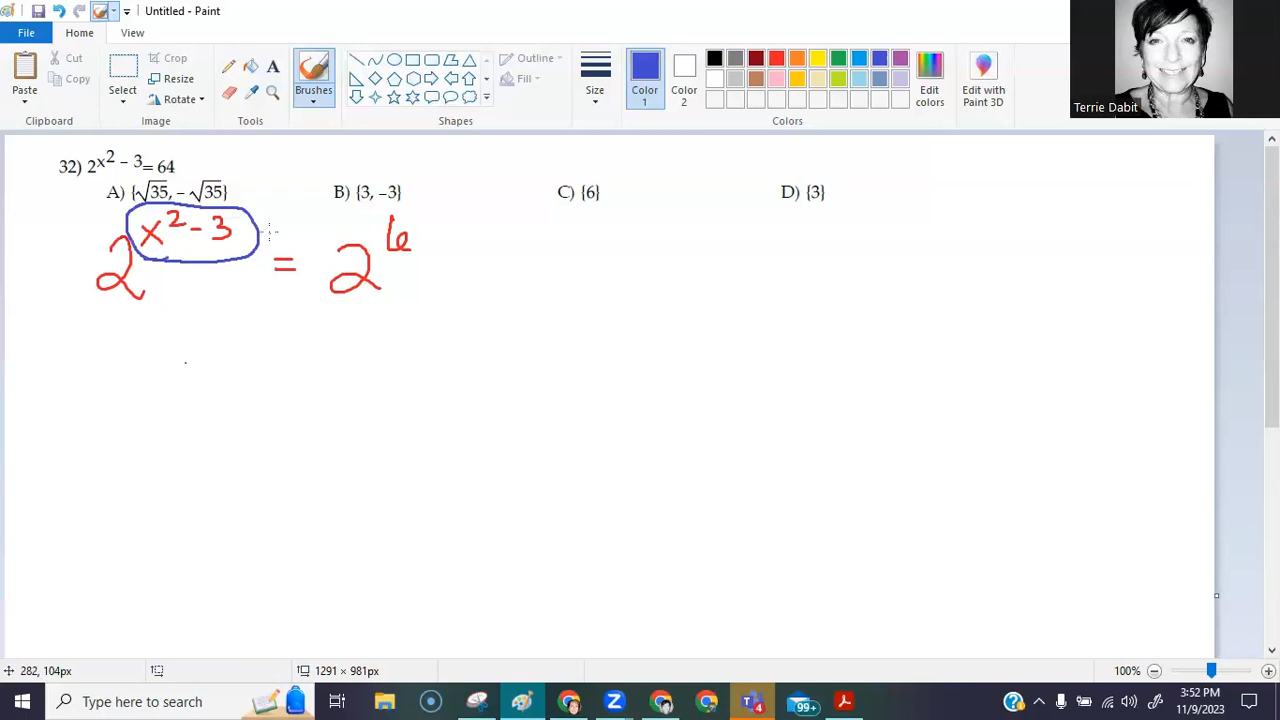 Untitled - Paint
File Home View
Paste
Cut
Copy
Clipboard
Select
Crop
Resize
Rotate
Image
A
Tools
Brushes
Outline
Fill
Shapes
Size
Color 1
Color 2
Edit colors
Edit with Paint 3D
Colors
Terrie Dabit
32) 2^x2 – 3 = 64
A) {√35, – √35} B) {3, –3} C) {6} D) {3}
2^x2 - 3 = 2^6
282, 104px
1291 × 981px
100%
Type here to search
4
99+
3:52 PM
11/9/2023